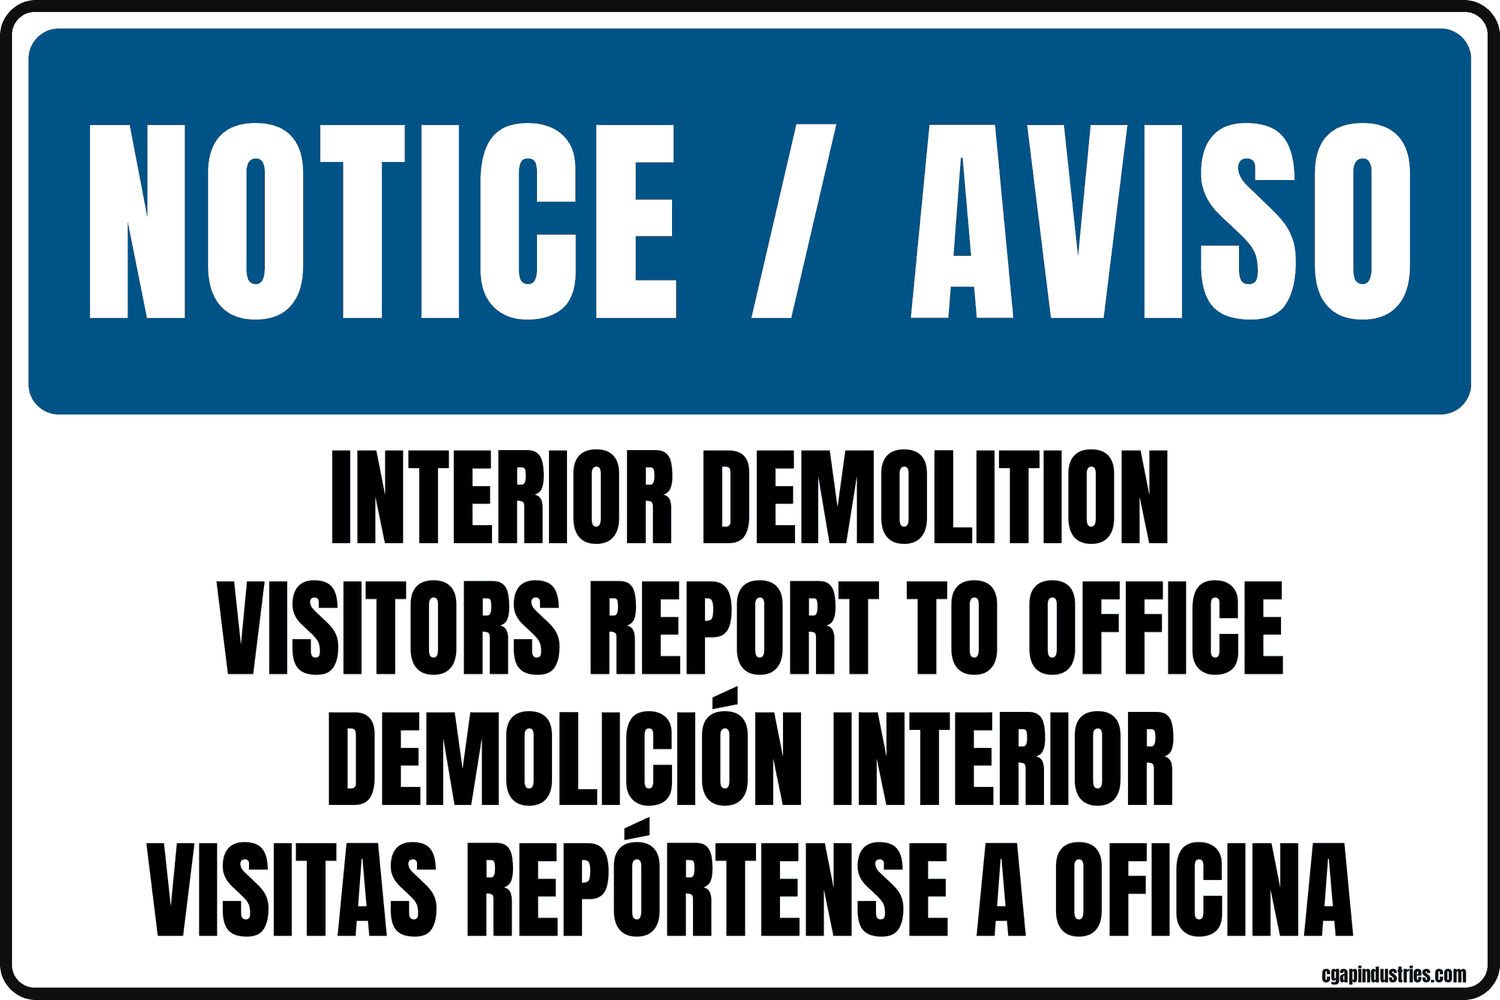 NOTICE / AVISO
INTERIOR DEMOLITION
VISITORS REPORT TO OFFICE
DEMOLICIÓN INTERIOR
VISITAS REPÓRTENSE A OFICINA
cgapindustries.com